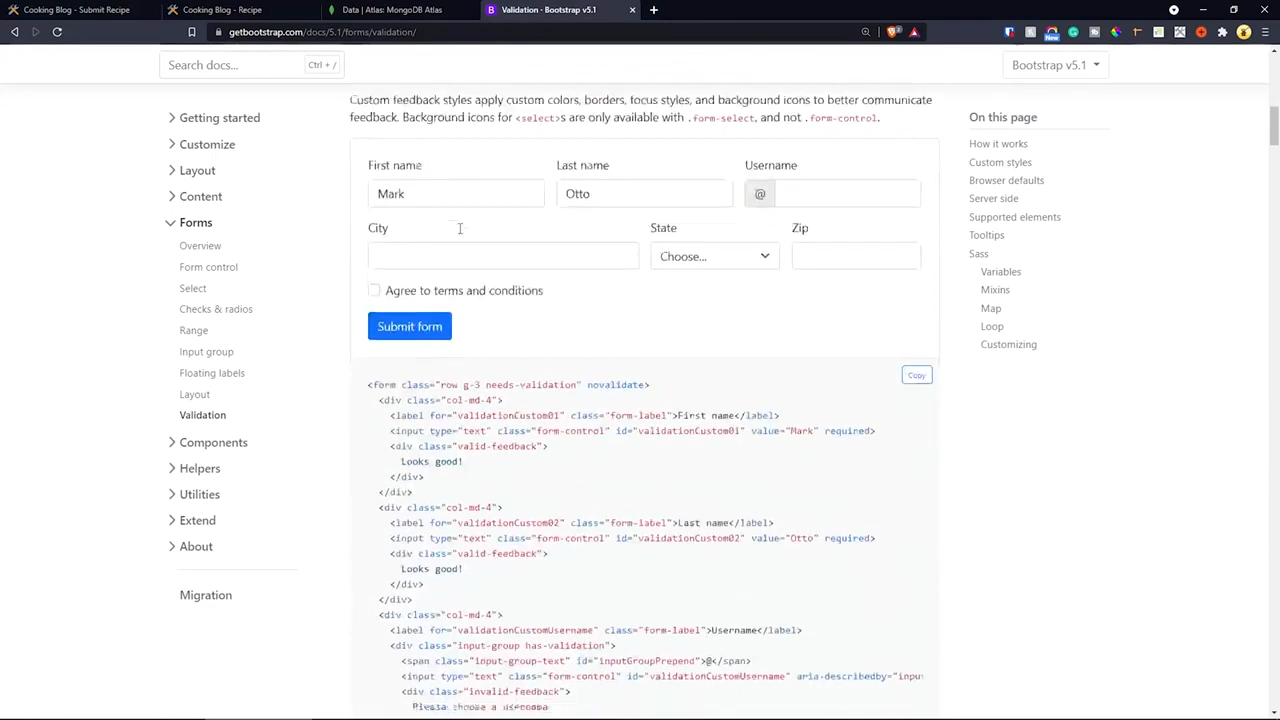 Cooking Blog - Submit Recipe
Cooking Blog - Recipe
Data | Atlas: MongoDB Atlas
Validation - Bootstrap v5.1
getbootstrap.com/docs/5.1/forms/validation/
Search docs...
Ctrl + /
Bootstrap v5.1
Getting started
Customize
Layout
Content
Forms
Overview
Form control
Select
Checks & radios
Range
Input group
Floating labels
Layout
Validation
Components
Helpers
Utilities
Extend
About
Migration
Custom feedback styles apply custom colors, borders, focus styles, and background icons to better communicate
feedback. Background icons for <select>s are only available with .form-select, and not .form-control.
First name
Last name
Username
Mark
Otto
@
City
State
Zip
Choose...
Agree to terms and conditions
Submit form
Copy
<form class="row g-3 needs-validation" novalidate>
<div class="col-md-4">
<label for="validationCustom01" class="form-label">First name</label>
<input type="text" class="form-control" id="validationCustom01" value="Mark" required>
<div class="valid-feedback">
Looks good!
</div>
</div>
<div class="col-md-4">
<label for="validationCustom02" class="form-label">Last name</label>
<input type="text" class="form-control" id="validationCustom02" value="Otto" required>
<div class="valid-feedback">
Looks good!
</div>
</div>
<div class="col-md-4">
<label for="validationCustomUsername" class="form-label">Username</label>
<div class="input-group has-validation">
<span class="input-group-text" id="inputGroupPrepend">@</span>
<input type="text" class="form-control" id="validationCustomUsername" aria-describedby="input
<div class="invalid-feedback">
Please choose a username
On this page
How it works
Custom styles
Browser defaults
Server side
Supported elements
Tooltips
Sass
Variables
Mixins
Map
Loop
Customizing